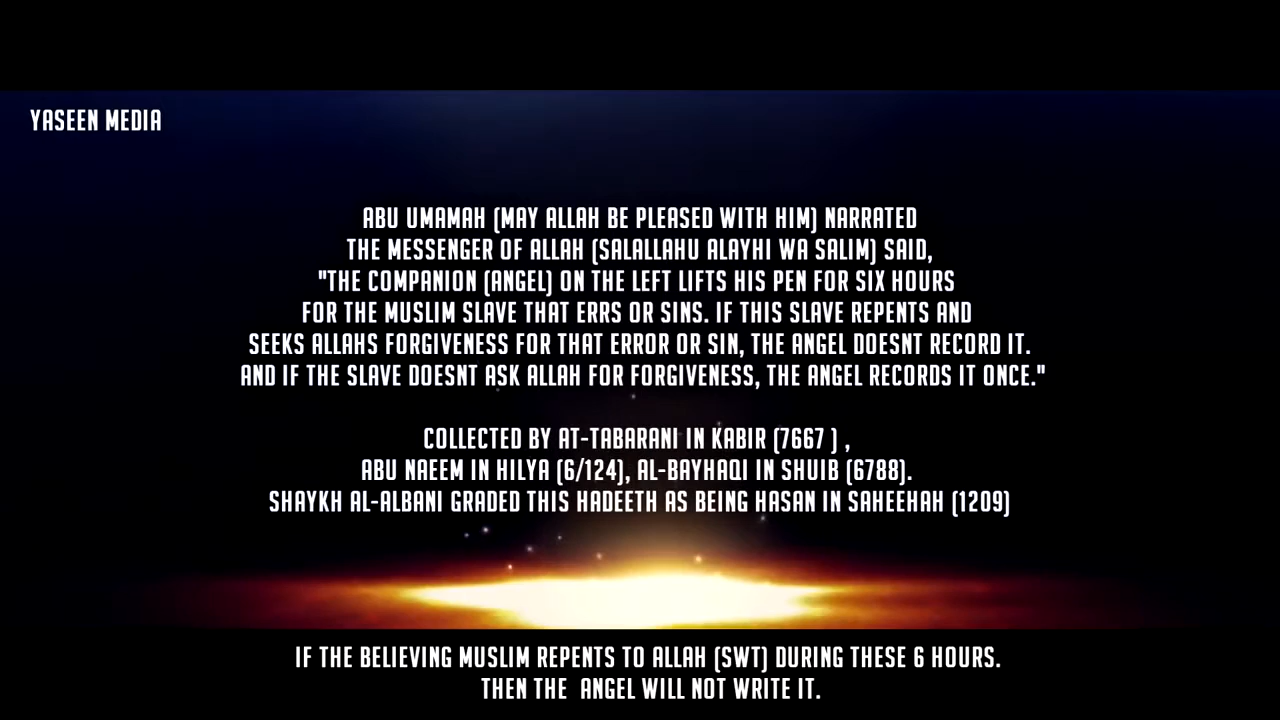 YASEEN MEDIA
ABU UMAMAH (MAY ALLAH BE PLEASED WITH HIM) NARRATED
THE MESSENGER OF ALLAH (SALALLAHU ALAYHI WA SALIM) SAID,
"THE COMPANION (ANGEL) ON THE LEFT LIFTS HIS PEN FOR SIX HOURS
FOR THE MUSLIM SLAVE THAT ERRS OR SINS. IF THIS SLAVE REPENTS AND
SEEKS ALLAHS FORGIVENESS FOR THAT ERROR OR SIN, THE ANGEL DOESNT RECORD IT.
AND IF THE SLAVE DOESNT ASK ALLAH FOR FORGIVENESS, THE ANGEL RECORDS IT ONCE."
COLLECTED BY AT-TABARANI IN KABIR (7667 ) ,
ABU NAEEM IN HILYA (6/124), AL-BAYHAQI IN SHUIB (6788).
SHAYKH AL-ALBANI GRADED THIS HADEETH AS BEING HASAN IN SAHEEHAH (1209)
IF THE BELIEVING MUSLIM REPENTS TO ALLAH (SWT) DURING THESE 6 HOURS.
THEN THE  ANGEL WILL NOT WRITE IT.